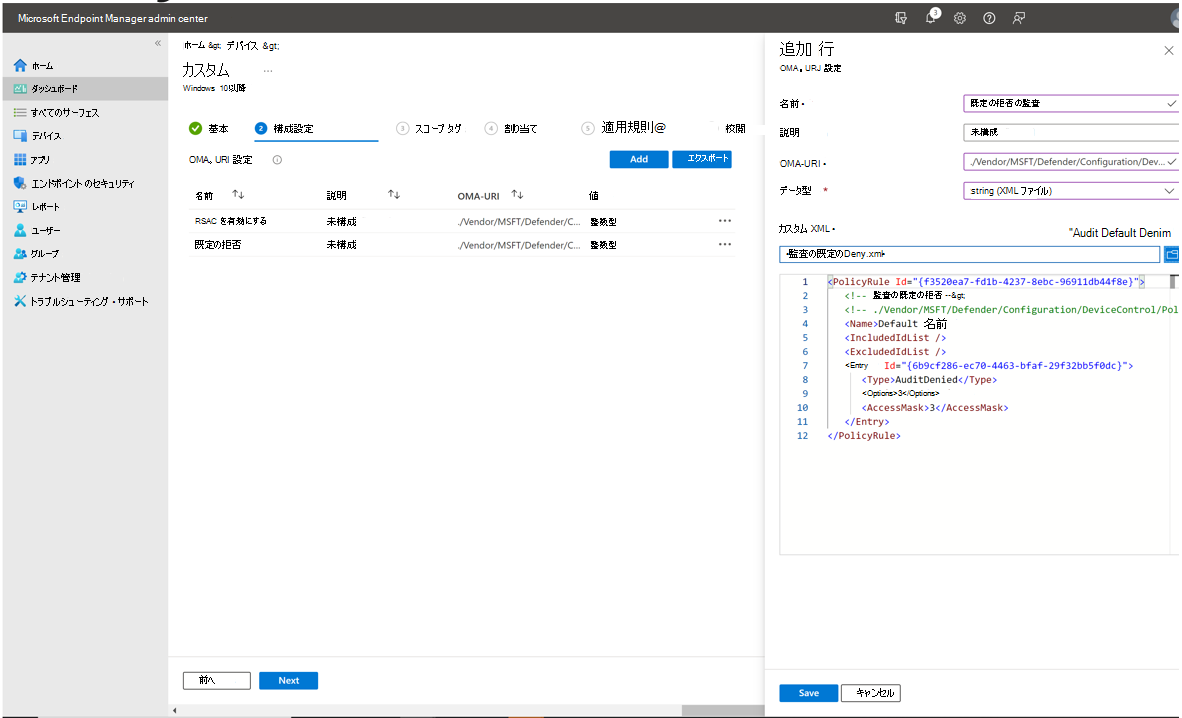 Microsoft Endpoint Manager admin center
3
«
ホーム
ダッシュボード
すべてのサーフェス
デバイス
アプリ
エンドポイント のセキュリティ
レポート
ユーザー
グループ
テナント管理
トラブルシューティング・サポート
ホーム &gt; デバイス &gt;
カスタム ...
Windows 10以降
基本
2 構成設定
3 スコープ タグ
4 割り当て
5 適用規則@
校閲
OMA。URI 設定
Add
エクスポート
名前 ↑↓ 説明 ↑↓ OMA-URI ↑↓ 値
RSAC を有効にする 未構成 ./Vendor/MSFT/Defender/C... 整数型 ...
既定の拒否 未構成 ./Vendor/MSFT/Defender/C... 整数型 ...
前へ
Next
追加 行
OMA。URJ 設定
名前・ 既定の拒否の監査
説明 未構成
OMA-URI・ ./Vendor/MSFT/Defender/Configuration/Dev...
データ型 * string (XML ファイル)
カスタム XML・
"Audit Default Denim
・監査の既定のDeny.xml・
1 <PolicyRule Id="{f3520ea7-fd1b-4237-8ebc-96911db44f8e}">
2 <!-- 監査の既定の拒否 --&gt;
3 <!-- ./Vendor/MSFT/Defender/Configuration/DeviceControl/Pol
4 <Name>Default 名前
5 <IncludedIdList />
6 <ExcludedIdList />
7 <Entry Id="{6b9cf286-ec70-4463-bfaf-29f32bb5f0dc}">
8 <Type>AuditDenied</Type>
9 <Options>3</Options>
10 <AccessMask>3</AccessMask>
11 </Entry>
12 </PolicyRule>
Save
キャンセル